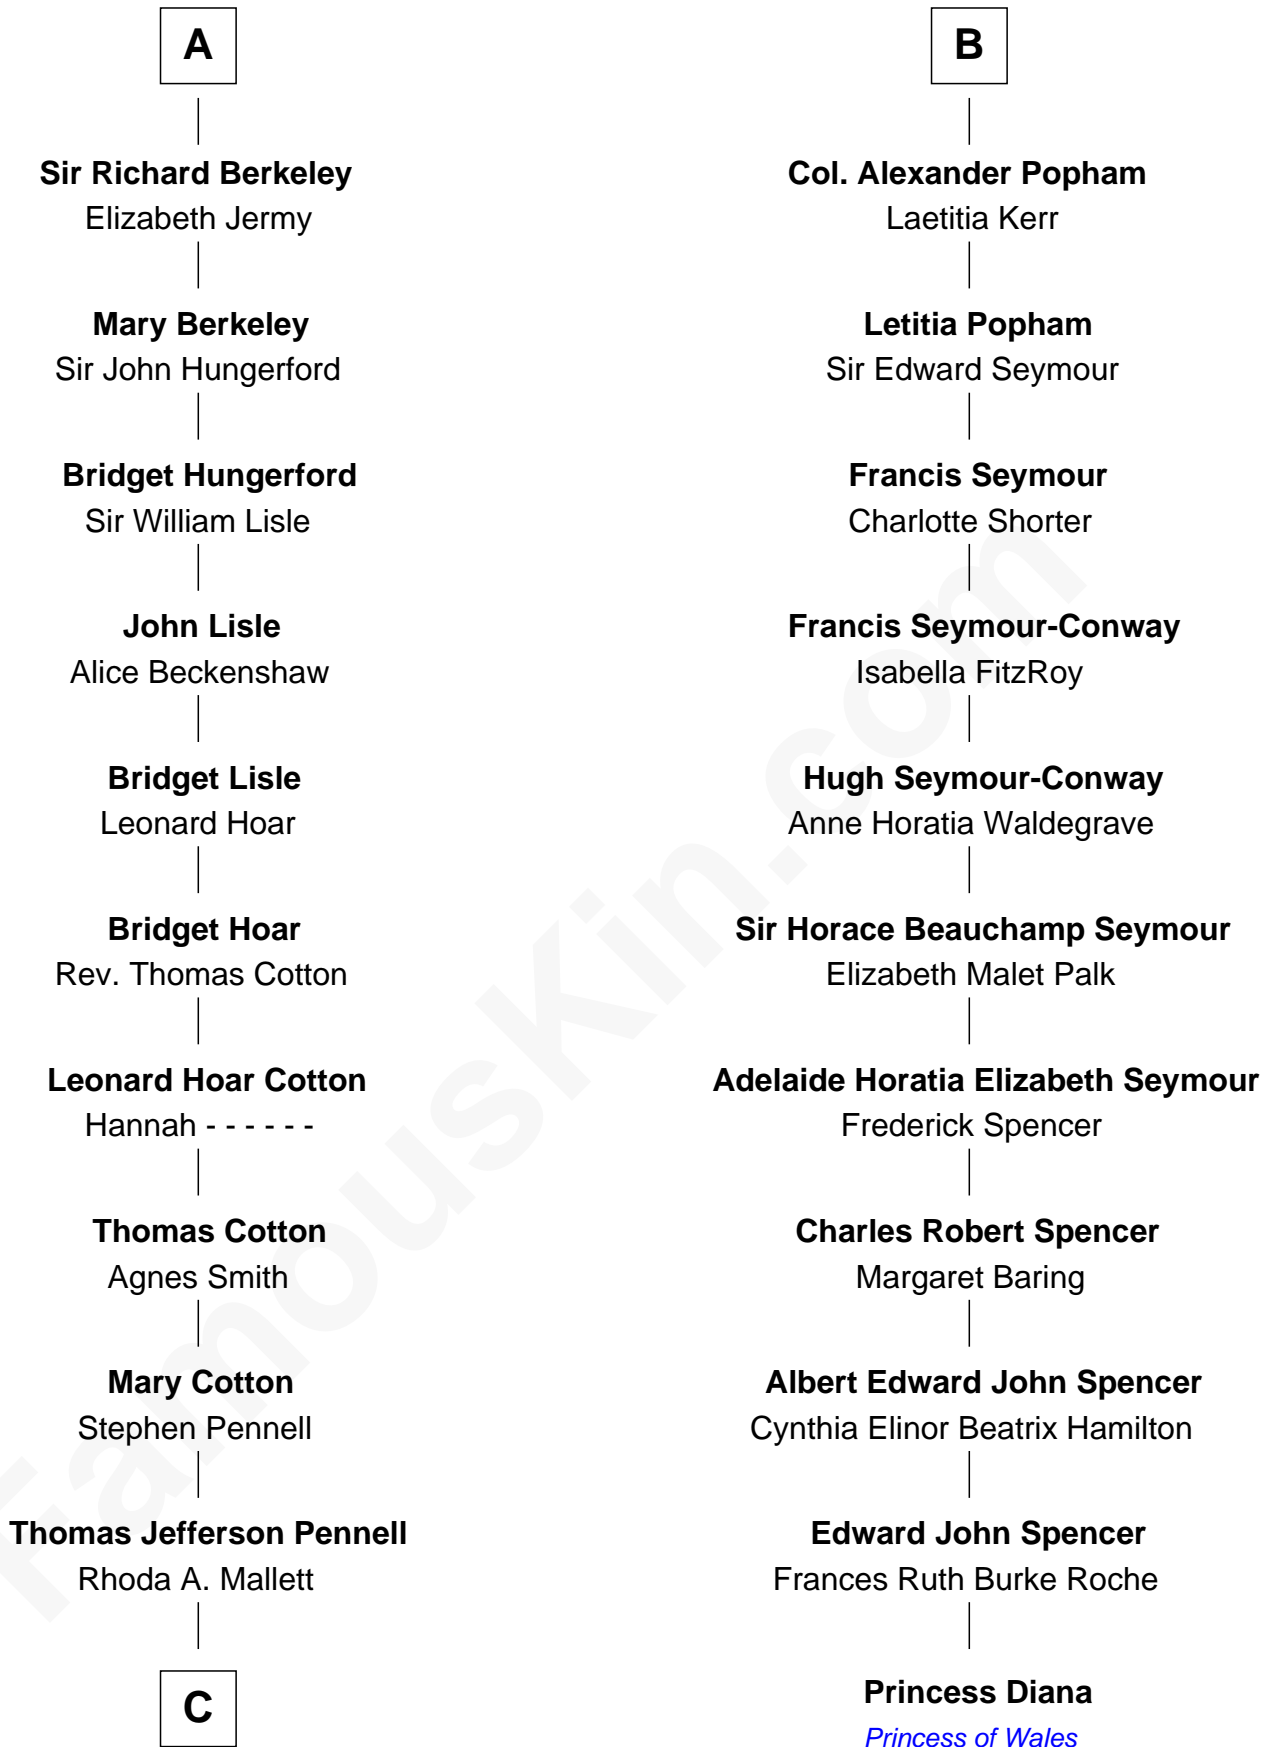 A
Sir Richard Berkeley
Elizabeth Jermy
Mary Berkeley
Sir John Hungerford
Bridget Hungerford
Sir William Lisle
John Lisle
Alice Beckenshaw
Bridget Lisle
Leonard Hoar
Bridget Hoar
Rev. Thomas Cotton
Leonard Hoar Cotton
Hannah - - - - - -
Thomas Cotton
Agnes Smith
Mary Cotton
Stephen Pennell
Thomas Jefferson Pennell
Rhoda A. Mallett
C
B
Col. Alexander Popham
Laetitia Kerr
Letitia Popham
Sir Edward Seymour
Francis Seymour
Charlotte Shorter
Francis Seymour-Conway
Isabella FitzRoy
Hugh Seymour-Conway
Anne Horatia Waldegrave
Sir Horace Beauchamp Seymour
Elizabeth Malet Palk
Adelaide Horatia Elizabeth Seymour
Frederick Spencer
Charles Robert Spencer
Margaret Baring
Albert Edward John Spencer
Cynthia Elinor Beatrix Hamilton
Edward John Spencer
Frances Ruth Burke Roche
Princess Diana
Princess of Wales
FamousKin.com